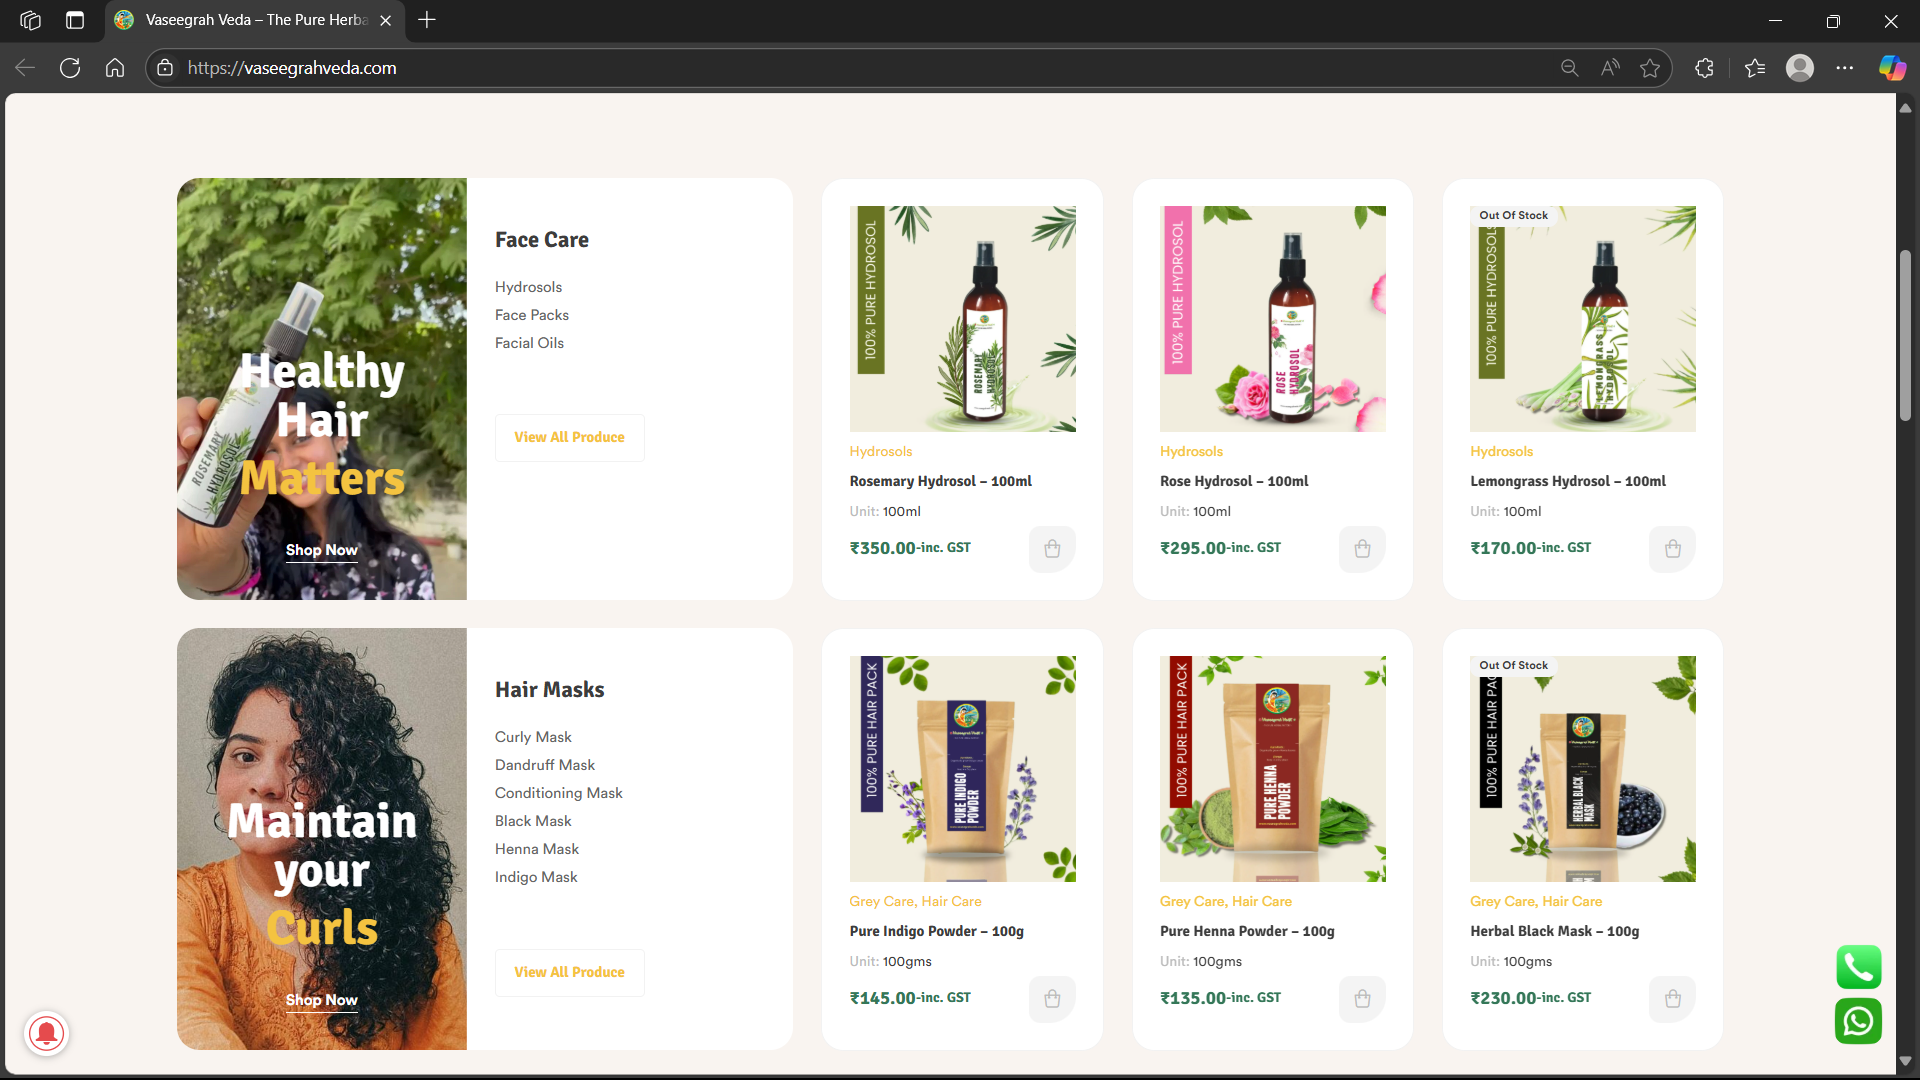 Vaseegrah Veda – The Pure Herba
https://vaseegrahveda.com
Healthy
Hair
Matters
Shop Now
ROSEMARY
HYDROSOL
Face Care
Hydrosols
Face Packs
Facial Oils
View All Produce
100% PURE HYDROSOL
ROSEMARY
HYDROSOL
Hydrosols
Rosemary Hydrosol – 100ml
Unit: 100ml
₹350.00-inc. GST
100% PURE HYDROSOL
ROSE
HYDROSOL
Hydrosols
Rose Hydrosol – 100ml
Unit: 100ml
₹295.00-inc. GST
Out Of Stock
100% PURE HYDROSOLS
LEMONGRASS
HYDROSOL
Hydrosols
Lemongrass Hydrosol – 100ml
Unit: 100ml
₹170.00-inc. GST
Maintain
your
Curls
Shop Now
Hair Masks
Curly Mask
Dandruff Mask
Conditioning Mask
Black Mask
Henna Mask
Indigo Mask
View All Produce
100% PURE HAIR PACK
PURE INDIGO
POWDER
Grey Care, Hair Care
Pure Indigo Powder – 100g
Unit: 100gms
₹145.00-inc. GST
100% PURE HAIR PACK
PURE HENNA
POWDER
Grey Care, Hair Care
Pure Henna Powder – 100g
Unit: 100gms
₹135.00-inc. GST
Out Of Stock
100% PURE HAIR PAC
HERBAL BLACK
MASK
Grey Care, Hair Care
Herbal Black Mask – 100g
Unit: 100gms
₹230.00-inc. GST